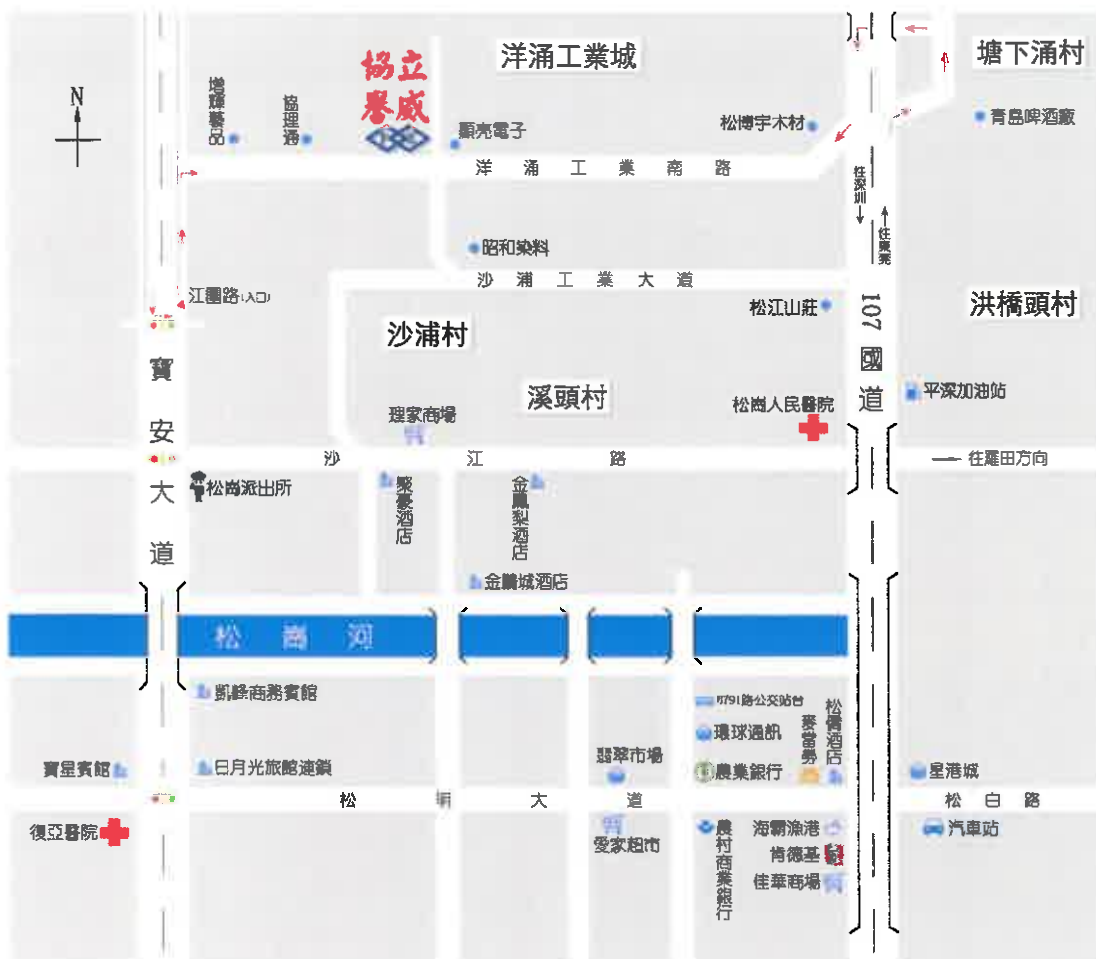 洋涌工業城
塘下涌村
協立
譽威
N
增輝藝品
協理通
顯亮電子
松博宇木材
青島啤酒廠
洋涌工業南路
往深圳
往東莞
昭和染料
沙浦工業大道
江圍路(入口)
松江山莊
洪橋頭村
沙浦村
107國道
寶安大道
溪頭村
平深加油站
理家商場
松崗人民醫院
沙江路
往羅田方向
松崗派出所
聚豪酒店
金鳳梨酒店
金鵬城酒店
松崗河
凱峰商務賓館
路公交站台
松僑酒店
麥當勞
環球通訊
翡翠市場
寶星賓館
日月光旅館連鎖
農業銀行
星港城
松明大道
松白路
復亞醫院
愛家超市
農村商業銀行
海霸漁港
汽車站
肯德基
佳華商場